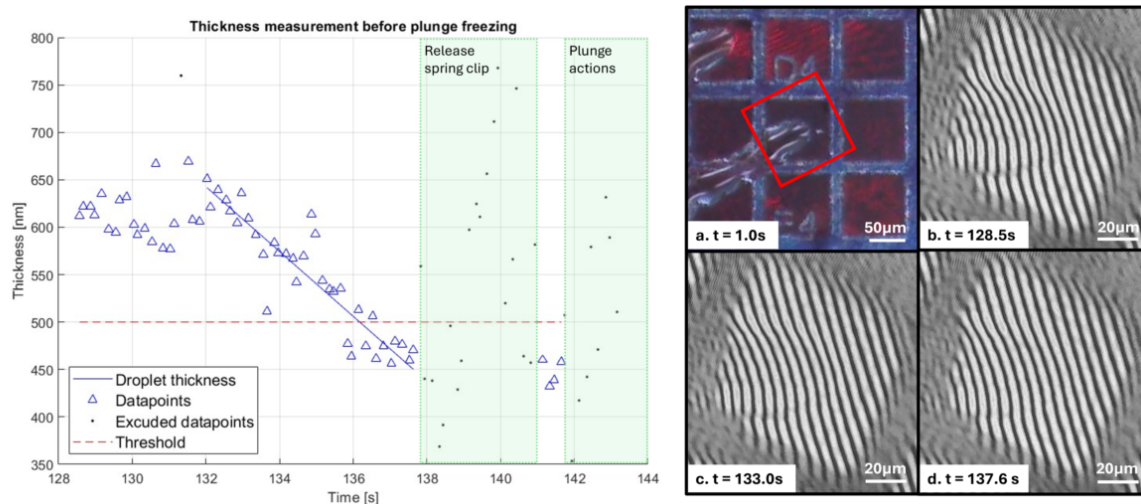 Thickness measurement before plunge freezing
800
750
700
650
600
550
500
450
400
350
Thickness [nm]
Release
spring clip
Plunge
actions
Droplet thickness
Datapoints
Excuded datapoints
Threshold
128
130
132
134
136
138
140
142
144
Time [s]
a. t = 1.0s
50μm
b. t = 128.5s
20μm
c. t = 133.0s
20μm
d. t = 137.6 s
20μm